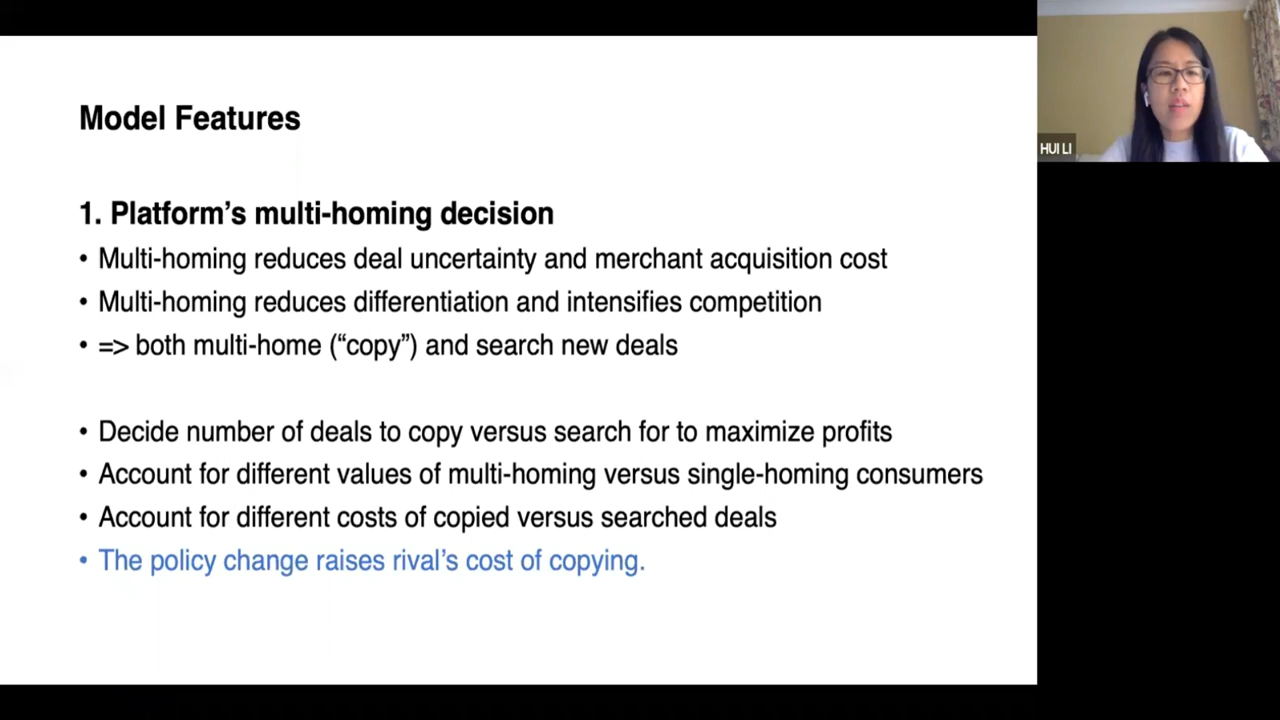 Model Features
1. Platform’s multi-homing decision
• Multi-homing reduces deal uncertainty and merchant acquisition cost
• Multi-homing reduces differentiation and intensifies competition
• => both multi-home (“copy”) and search new deals
• Decide number of deals to copy versus search for to maximize profits
• Account for different values of multi-homing versus single-homing consumers
• Account for different costs of copied versus searched deals
• The policy change raises rival’s cost of copying.
HUI LI